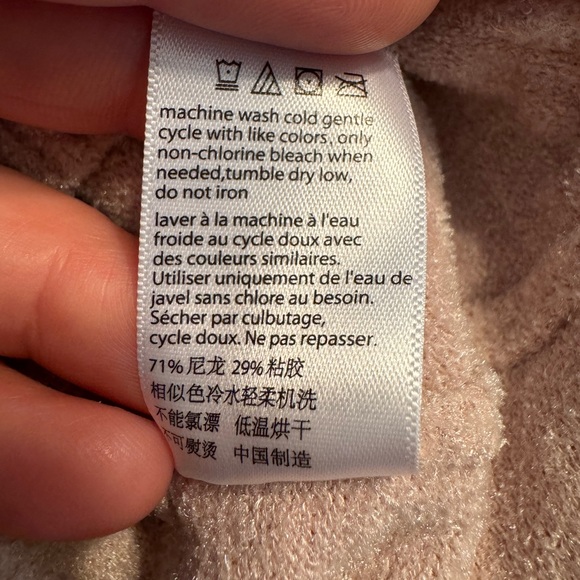 machine wash cold gentle
cycle with like colors, only
non-chlorine bleach when
needed,tumble dry low,
do not iron
laver à la machine à l'eau
froide au cycle doux avec
des couleurs similaires.
Utiliser uniquement de l'eau de
javel sans chlore au besoin.
Sécher par culbutage,
cycle doux. Ne pas repasser.
71% 尼龙 29% 粘胶
相似色冷水轻柔机洗
不能氯漂 低温烘干
不可熨烫 中国制造